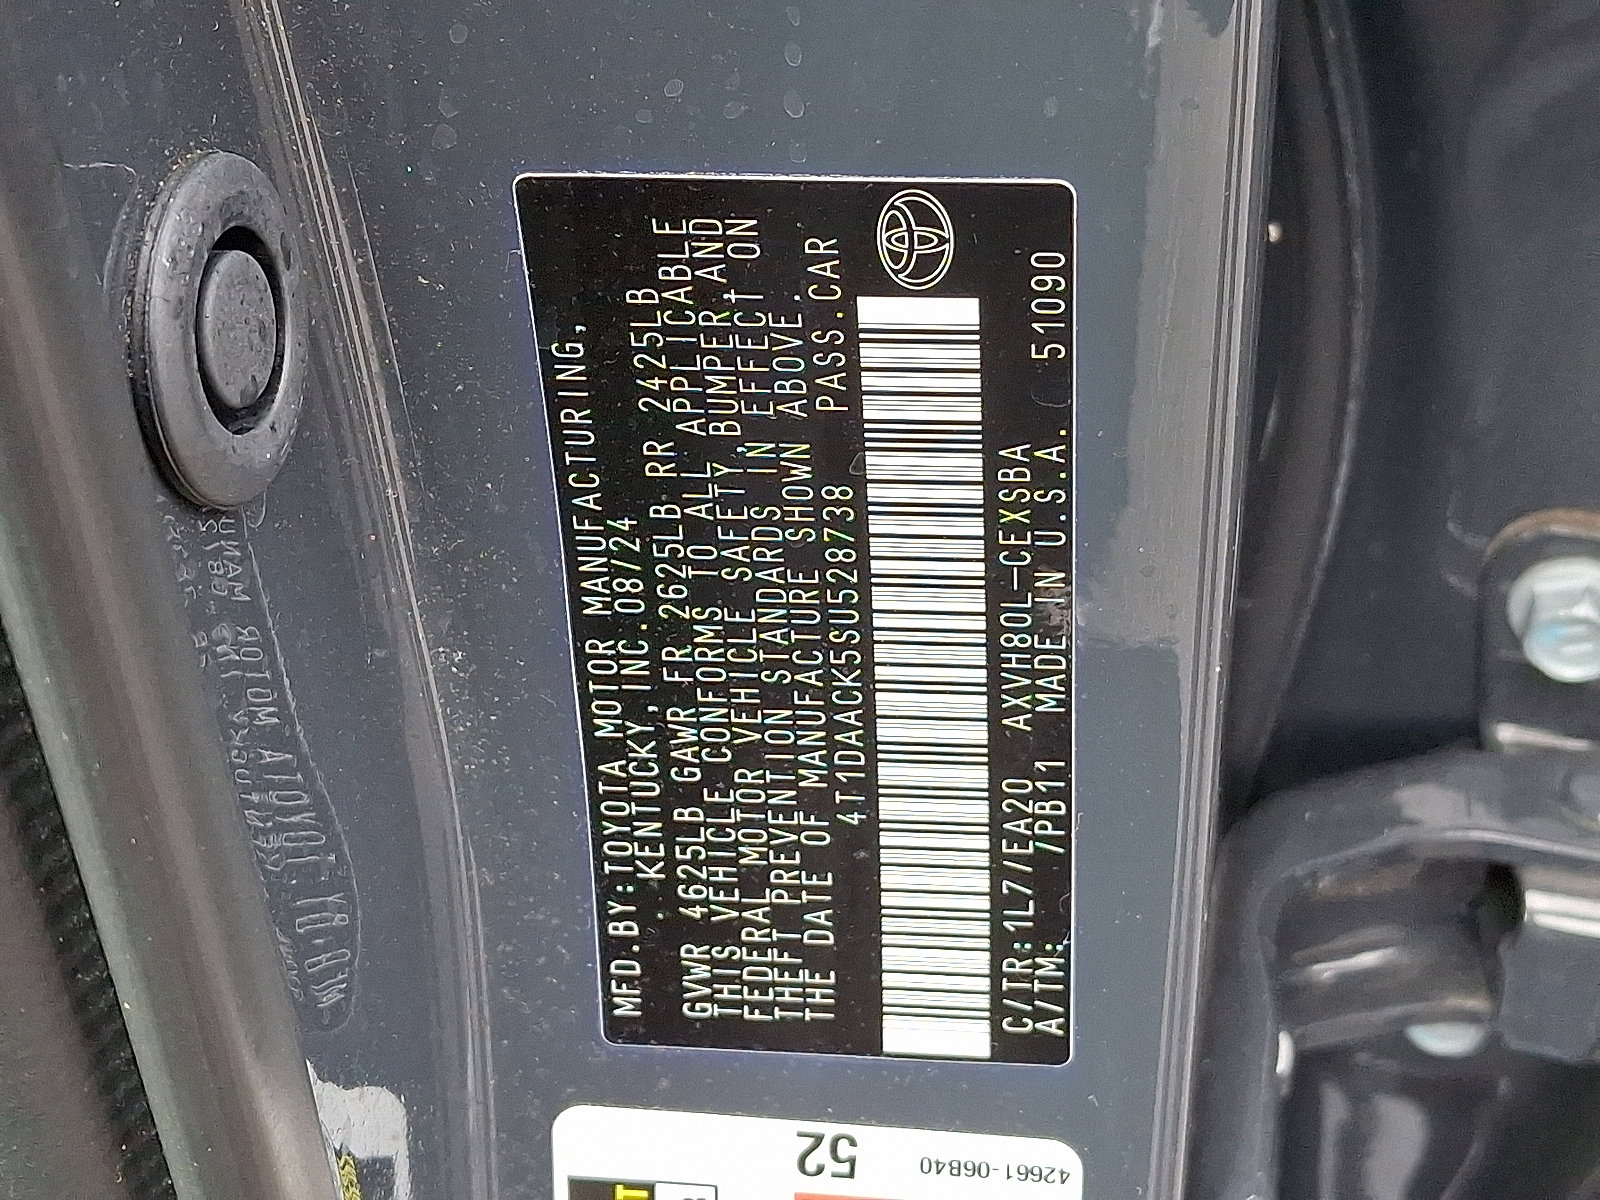 MFD.BY:TOYOTA MOTOR MANUFACTURING,
KENTUCKY, INC. 08/24
GVWR 4625LB GAWR FR 2625LB RR 2425LB
THIS VEHICLE CONFORMS TO ALL APPLICABLE
FEDERAL MOTOR VEHICLE SAFETY,BUMPER,AND
THEFT PREVENTION STANDARDS IN EFFECT ON
THE DATE OF MANUFACTURE SHOWN ABOVE.
4T1DAACK5SU528738 PASS.CAR
C/TR:1L7/EA20 AXVH80L-CEXSBA
A/TM: /PB11 MADE IN U.S.A. 51090
52
42661-06B40